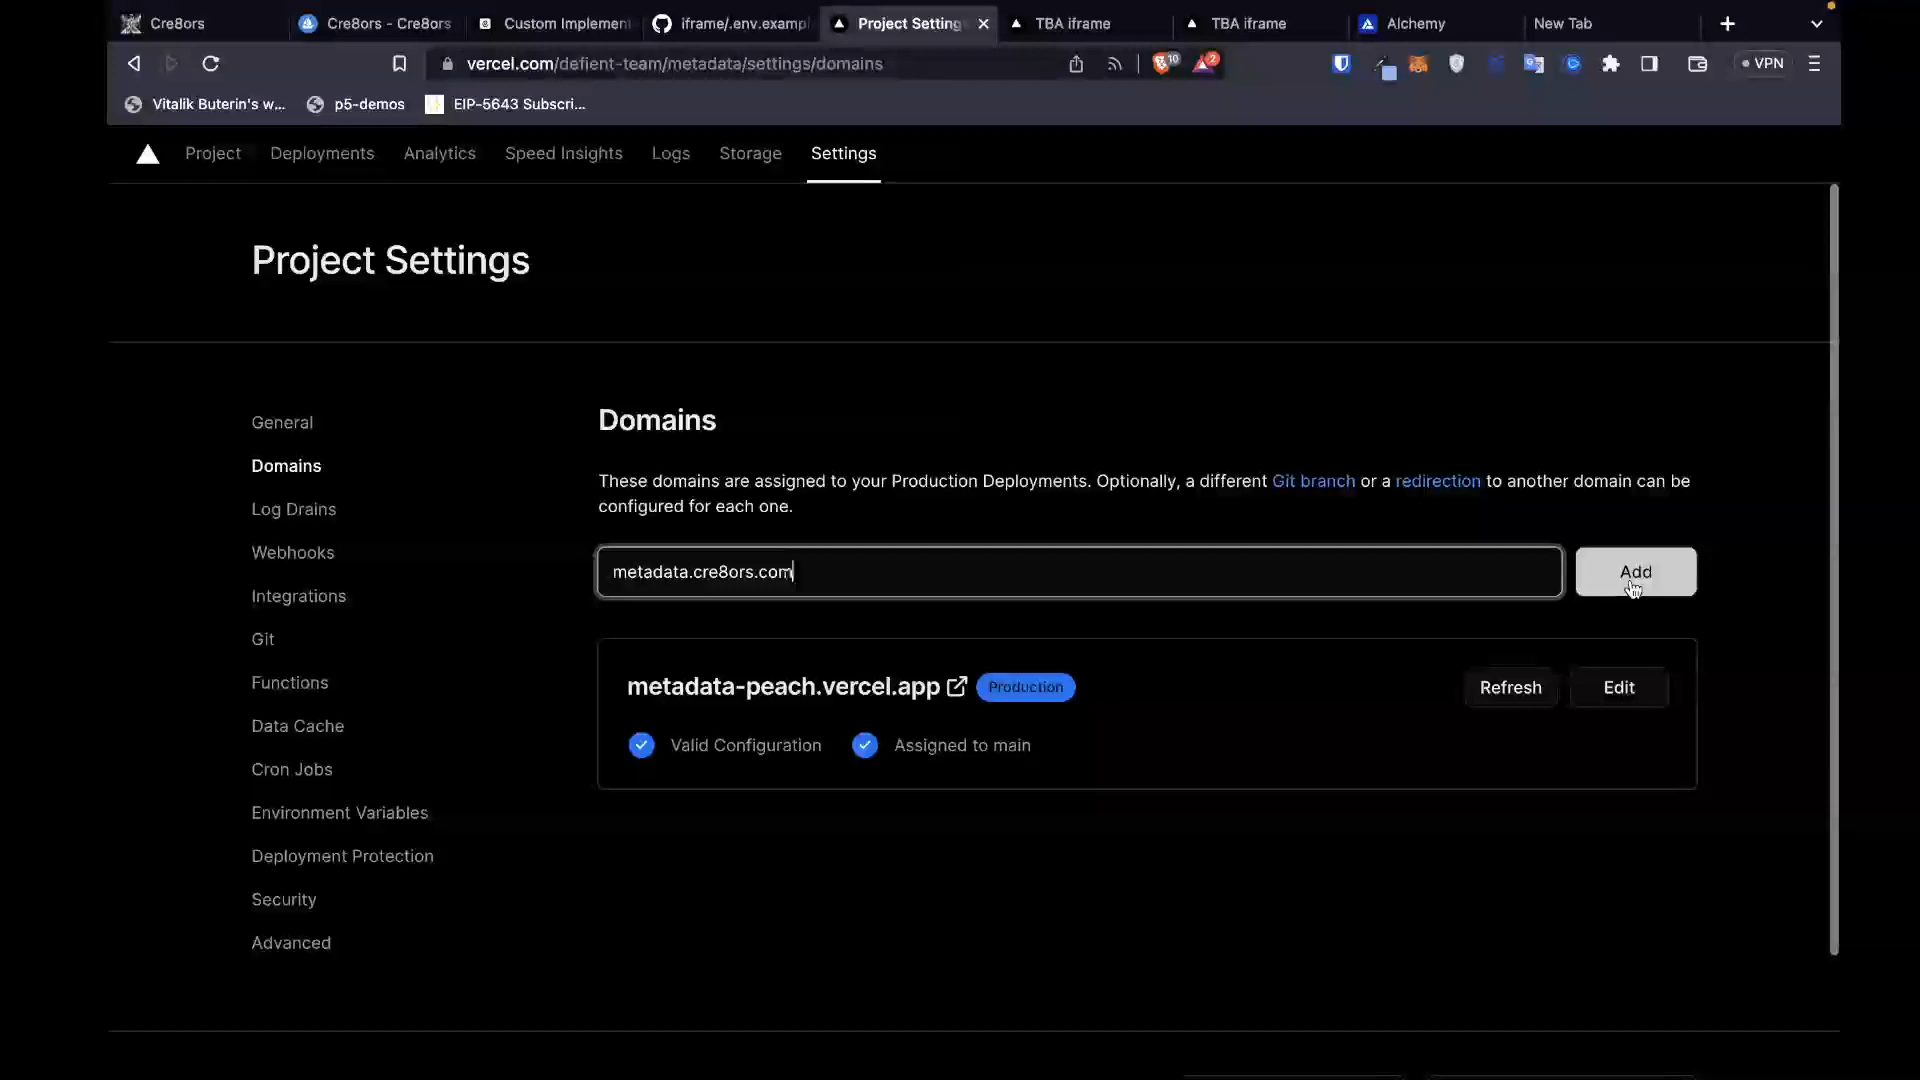 Cre8ors
Cre8ors - Cre8ors
Custom Implemen
iframe/.env.exampl
Project Setting
TBA iframe
TBA iframe
Alchemy
New Tab
vercel.com/defient-team/metadata/settings/domains
10
2
VPN
Vitalik Buterin's w...
p5-demos
EIP-5643 Subscri...
Project
Deployments
Analytics
Speed Insights
Logs
Storage
Settings
Project Settings
General
Domains
Log Drains
Webhooks
Integrations
Git
Functions
Data Cache
Cron Jobs
Environment Variables
Deployment Protection
Security
Advanced
Domains
These domains are assigned to your Production Deployments. Optionally, a different Git branch or a redirection to another domain can be
configured for each one.
metadata.cre8ors.com
Add
metadata-peach.vercel.app
Production
Refresh
Edit
Valid Configuration
Assigned to main